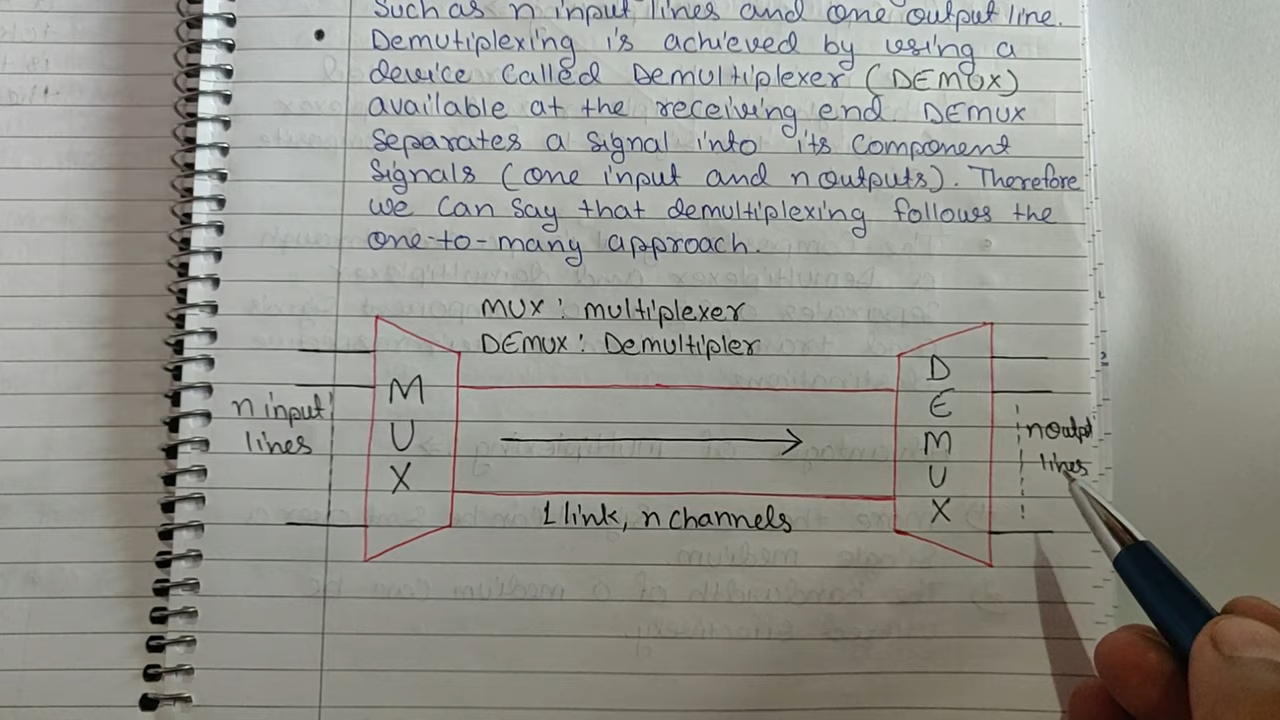 Such as n input lines and one output line.
• Demutiplexing is achieved by using a
device called Demultiplexer (DEMUX)
available at the receiving end. DEMUX
separates a signal into its component
signals (one input and n outputs). Therefore
we can say that demultiplexing follows the
one-to-many approach.
MUX : multiplexer
DEMUX : Demultipler
n input
lines
M
U
X
1 link, n channels
D
E
M
U
X
n outpt
lines